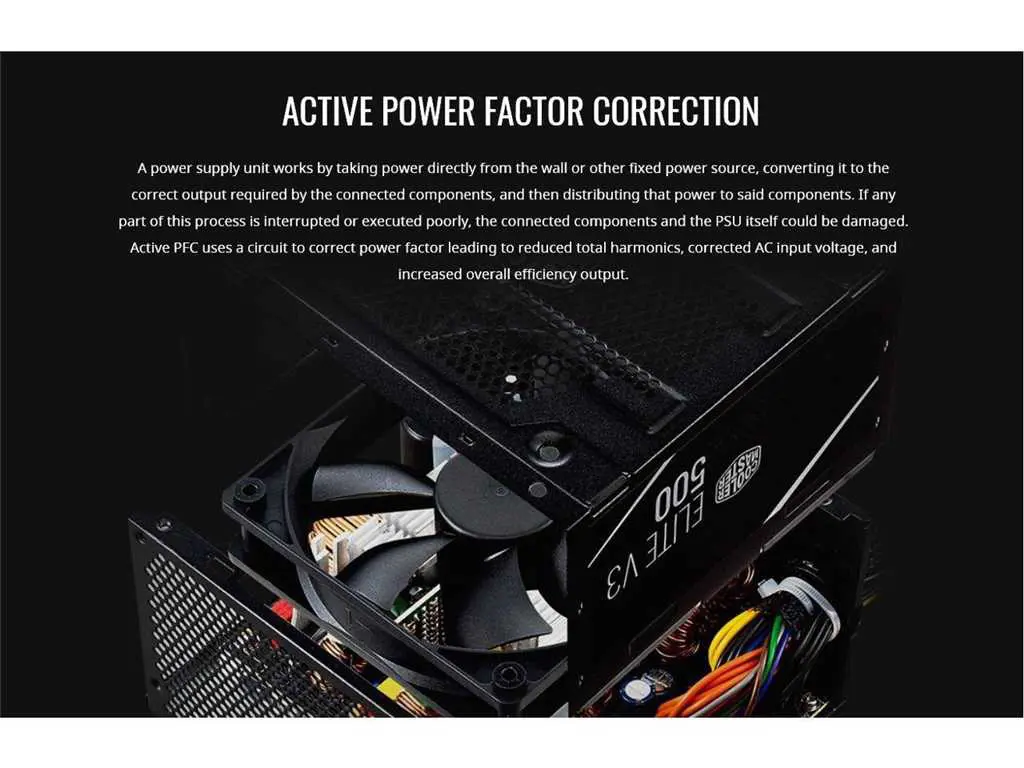 ACTIVE POWER FACTOR CORRECTION
A power supply unit works by taking power directly from the wall or other fixed power source, converting it to the
correct output required by the connected components, and then distributing that power to said components. If any
part of this process is interrupted or executed poorly, the connected components and the PSU itself could be damaged.
Active PFC uses a circuit to correct power factor leading to reduced total harmonics, corrected AC input voltage, and
increased overall efficiency output.
COOLER
MASTER
500
ELITE V3